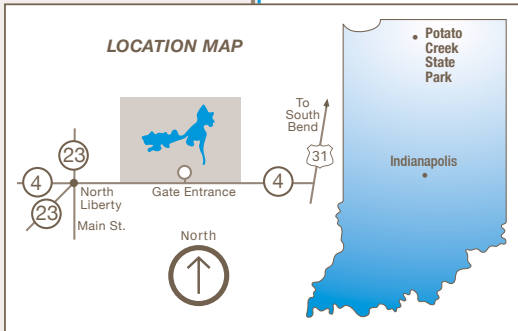 LOCATION MAP
Potato
Creek
State
Park
To
South
Bend
31
23
4
23
North
Liberty
Main St.
Gate Entrance
4
Indianapolis
North